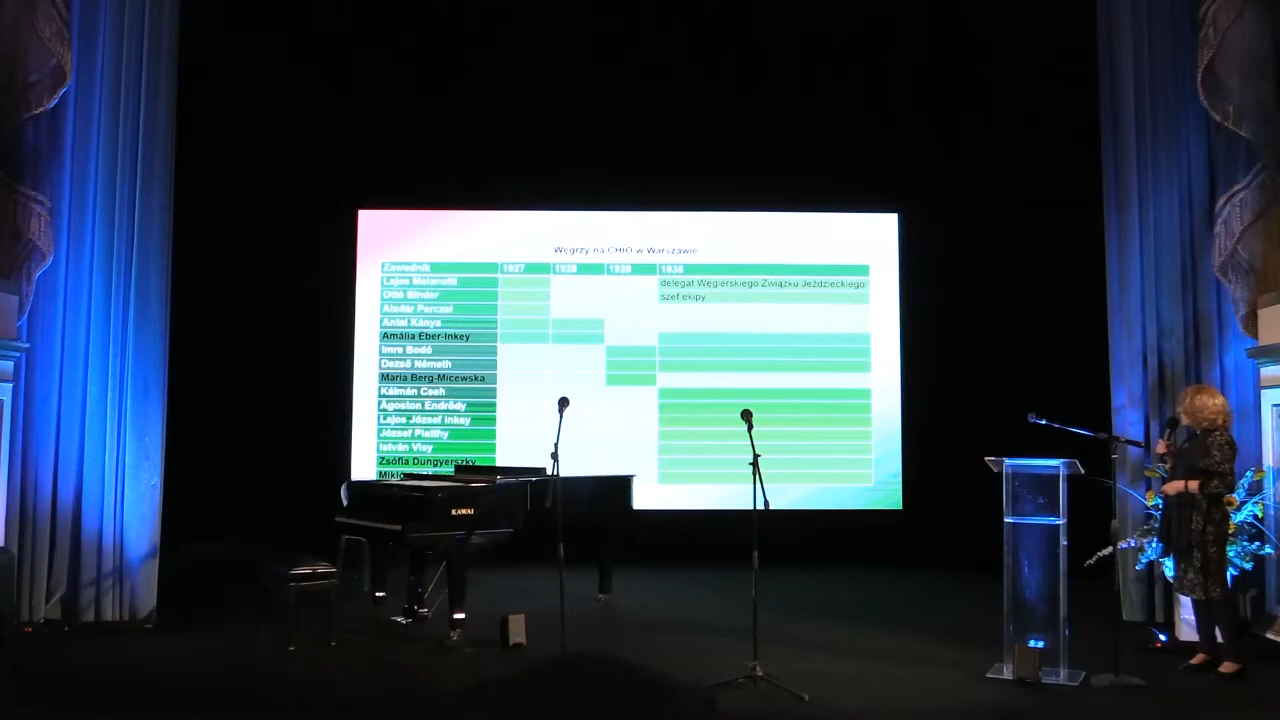 Węgrzy na CHIO w Warszawie
Zawodnik 1927 1928 1929 1935
Lajos Malanotti delegat Węgierskiego Związku Jeździeckiego
Ottó Binder szef ekipy
Aladár Perczel
Antal Kánya
Amália Éber-Inkey
Imre Bodó
Dezső Németh
Maria Berg-Micewska
Kálmán Cseh
Ágoston Endrődy
Lajos József Inkey
József Platthy
István Visy
Zsófia Dungyerszky
KAWAI